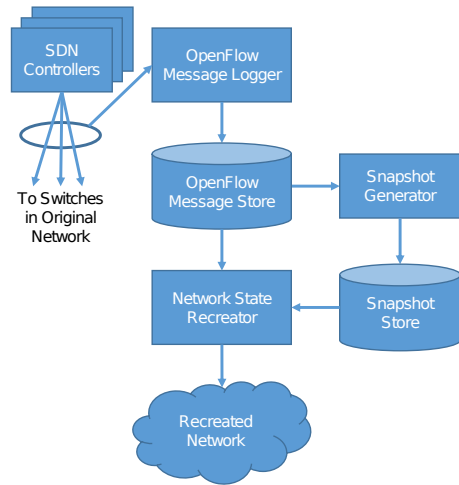 SDN
Controllers
OpenFlow
Message Logger
To Switches
in Original
Network
OpenFlow
Message Store
Snapshot
Generator
Network State
Recreator
Snapshot
Store
Recreated
Network